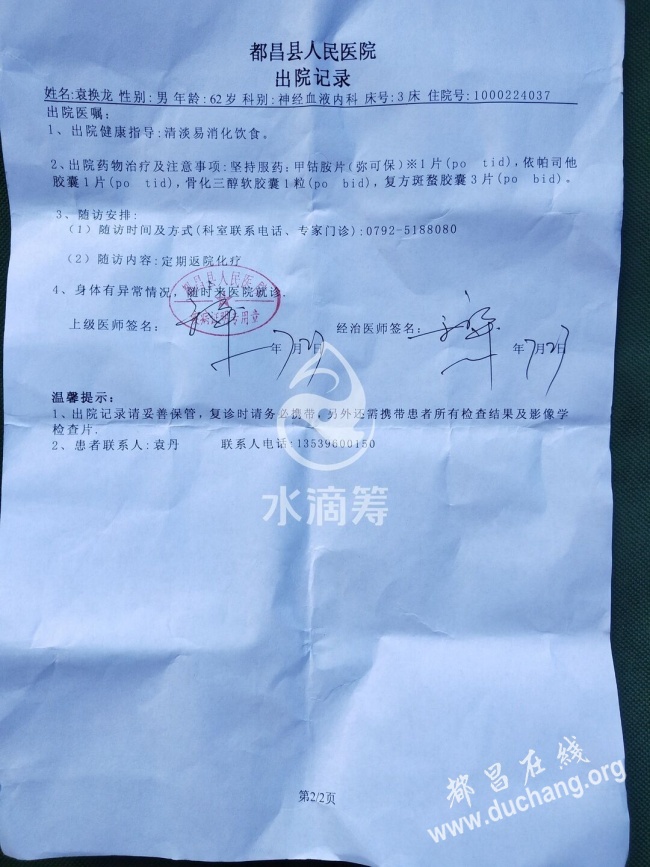 都昌县人民医院
出院记录
姓名:袁换龙 性别:男 年龄:62岁 科别:神经血液内科 床号:3床 住院号:1000224037
出院医嘱:
1、出院健康指导:清淡易消化饮食。
2、出院药物治疗及注意事项:坚持服药:甲钴胺片(弥可保)※1片(po tid),依帕司他
胶囊1片(po tid),骨化三醇软胶囊1粒(po bid),复方斑蝥胶囊3片(po bid)。
3、随访安排:
(1)随访时间及方式(科室联系电话、专家门诊):0792-5188080
(2)随访内容:定期返院化疗
都昌县人民医院
4、身体有异常情况,随时来医院就诊.
专用章
上级医师签名: 年7月27日 经治医师签名: 年7月27日
温馨提示:
1、出院记录请妥善保管,复诊时请务必携带,另外还需携带患者所有检查结果及影像学
检查片.
2、患者联系人:袁丹 联系人电话:13539600150
水滴筹
第2/2页
都昌在线
www.duchang.org